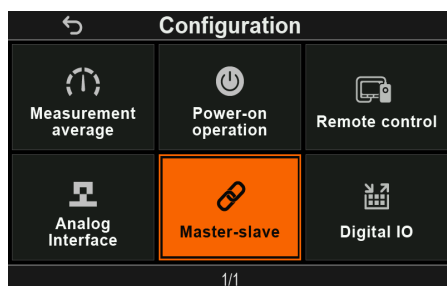 Configuration
Measurement
average
Power-on
operation
Remote control
Analog
Interface
Master-slave
Digital IO
1/1